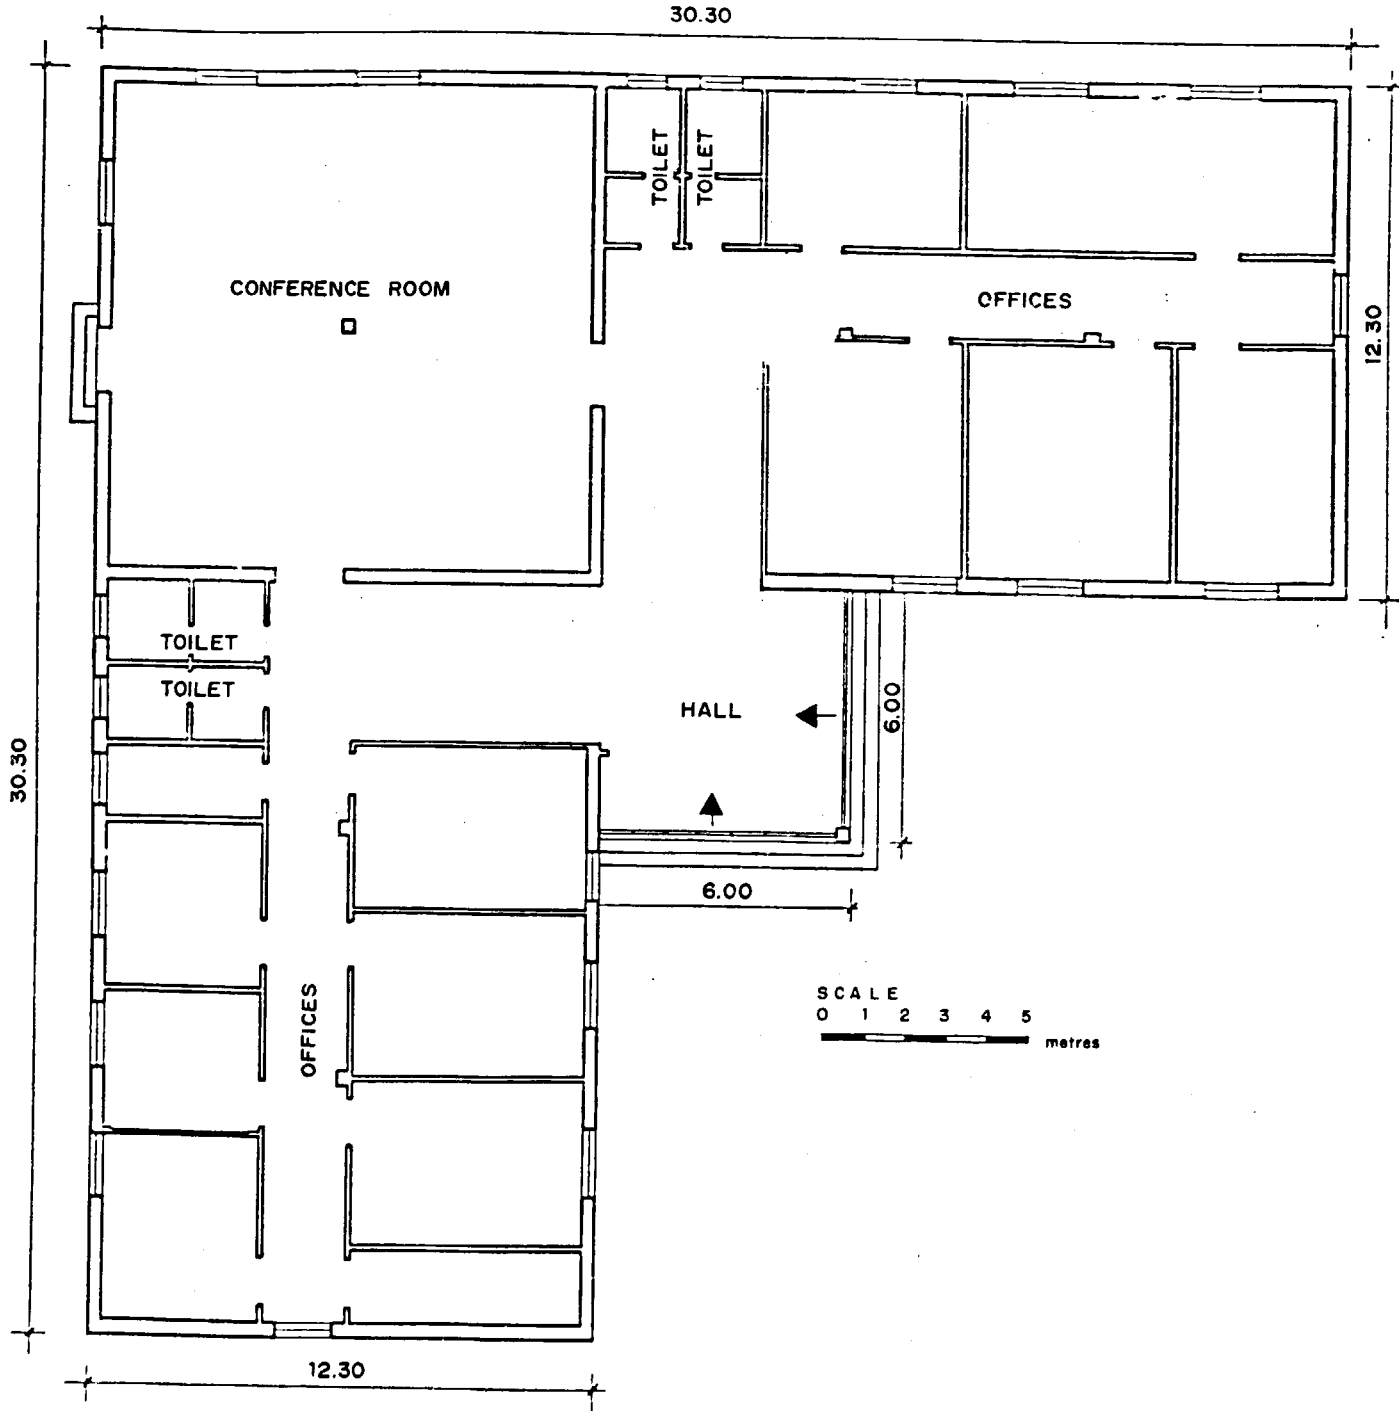 30.30
TOILET
TOILET
CONFERENCE ROOM
OFFICES
12.30
TOILET
TOILET
HALL
6.00
30.30
6.00
OFFICES
SCALE
0 1 2 3 4 5
metres
12.30